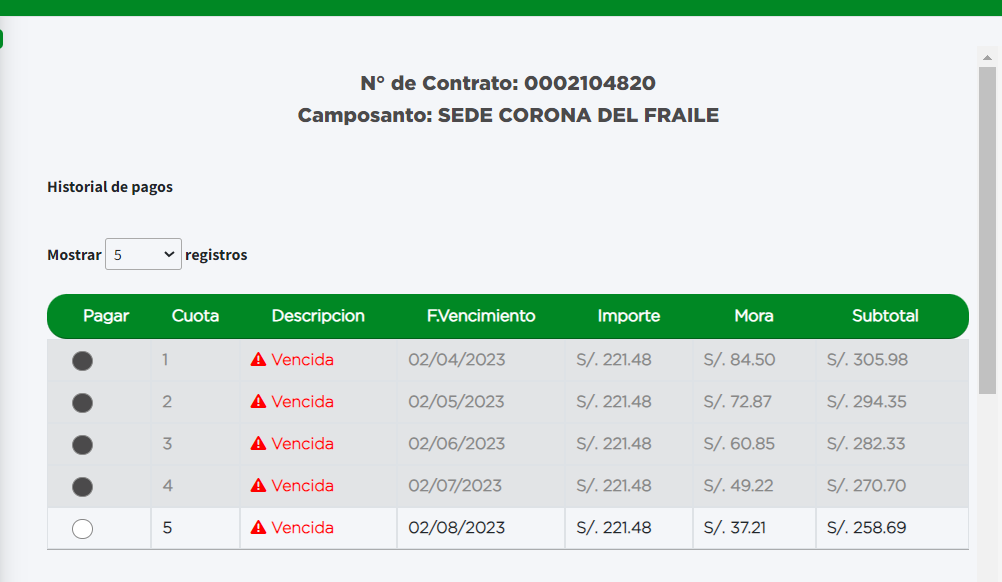 N° de Contrato: 0002104820
Camposanto: SEDE CORONA DEL FRAILE
Historial de pagos
Mostrar 5 registros
Pagar Cuota Descripcion F.Vencimiento Importe Mora Subtotal
1 Vencida 02/04/2023 S/. 221.48 S/. 84.50 S/. 305.98
2 Vencida 02/05/2023 S/. 221.48 S/. 72.87 S/. 294.35
3 Vencida 02/06/2023 S/. 221.48 S/. 60.85 S/. 282.33
4 Vencida 02/07/2023 S/. 221.48 S/. 49.22 S/. 270.70
5 Vencida 02/08/2023 S/. 221.48 S/. 37.21 S/. 258.69